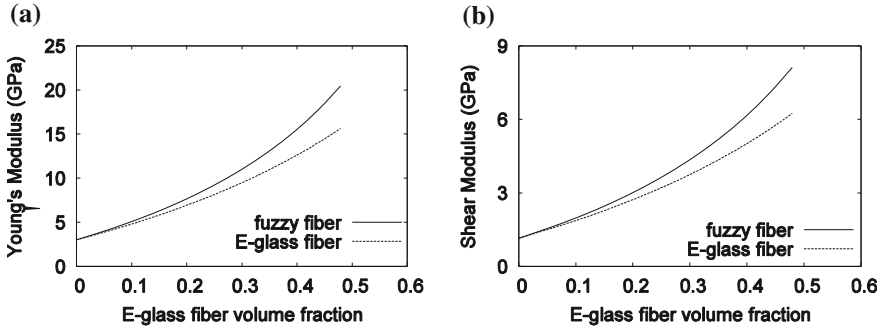 (a)
25
20
15
10
5
0
Young's Modulus (GPa)
fuzzy fiber
E-glass fiber
0 0.1 0.2 0.3 0.4 0.5 0.6
E-glass fiber volume fraction
(b)
9
6
3
0
Shear Modulus (GPa)
fuzzy fiber
E-glass fiber
0 0.1 0.2 0.3 0.4 0.5 0.6
E-glass fiber volume fraction